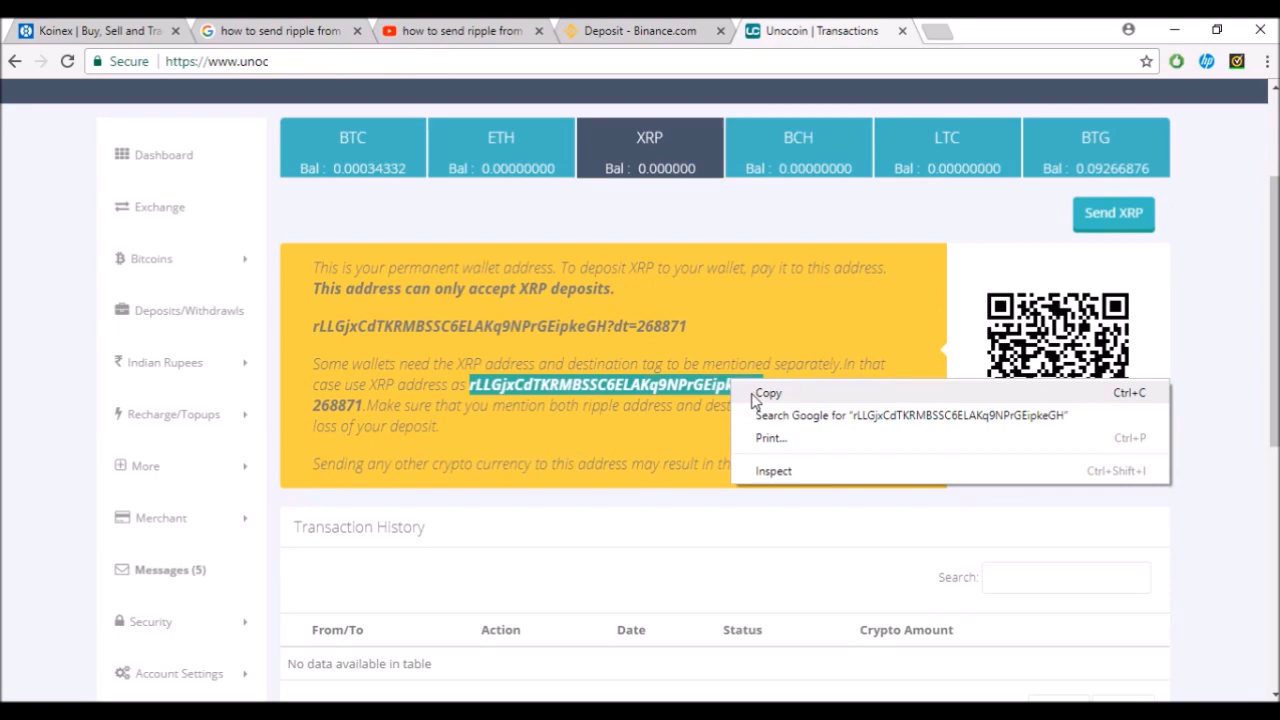 Koinex | Buy, Sell and Tra
how to send ripple from
how to send ripple from
Deposit - Binance.com
Unocoin | Transactions
Secure
https://www.unoc
BTC
Bal : 0.00034332
ETH
Bal : 0.00000000
XRP
Bal : 0.000000
BCH
Bal : 0.00000000
LTC
Bal : 0.00000000
BTG
Bal : 0.09266876
Send XRP
Dashboard
Exchange
Bitcoins
Deposits/Withdrawls
Indian Rupees
Recharge/Topups
More
Merchant
Messages (5)
Security
Account Settings
This is your permanent wallet address. To deposit XRP to your wallet, pay it to this address.
This address can only accept XRP deposits.
rLLGjxCdTKRMBSSC6ELAKq9NPrGEipkeGH?dt=268871
Some wallets need the XRP address and destination tag to be mentioned separately.In that
case use XRP address as rLLGjxCdTKRMBSSC6ELAKq9NPrGEipk
268871.Make sure that you mention both ripple address and dest
loss of your deposit.
Sending any other crypto currency to this address may result in th
Copy Ctrl+C
Search Google for "rLLGjxCdTKRMBSSC6ELAKq9NPrGEipkeGH"
Print... Ctrl+P
Inspect Ctrl+Shift+I
Transaction History
Search:
From/To Action Date Status Crypto Amount
No data available in table